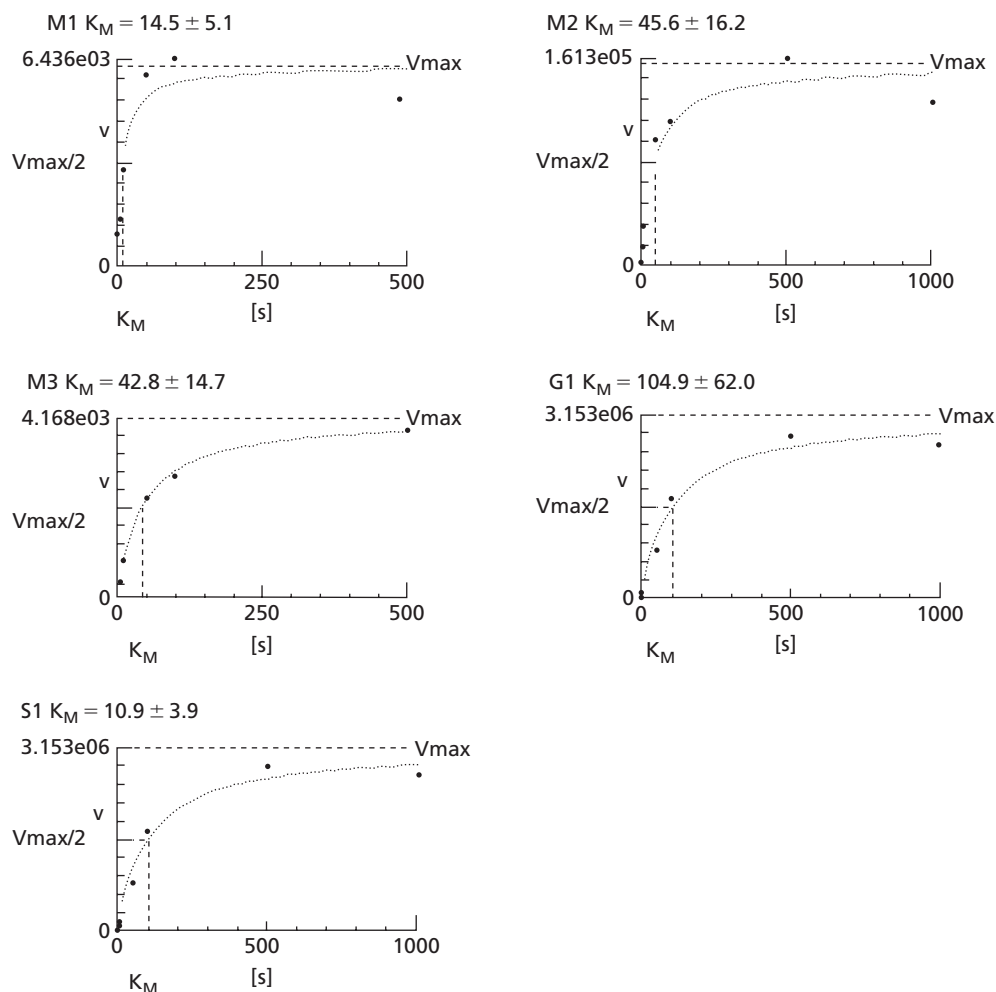 M1 K_M = 14.5 ± 5.1
6.436e03
Vmax
v
Vmax/2
0
0 250 500
K_M [s]
M2 K_M = 45.6 ± 16.2
1.613e05
Vmax
v
Vmax/2
0
0 500 1000
K_M [s]
M3 K_M = 42.8 ± 14.7
4.168e03
Vmax
v
Vmax/2
0
0 250 500
K_M [s]
G1 K_M = 104.9 ± 62.0
3.153e06
Vmax
v
Vmax/2
0
0 500 1000
K_M [s]
S1 K_M = 10.9 ± 3.9
3.153e06
Vmax
v
Vmax/2
0
0 500 1000
K_M [s]